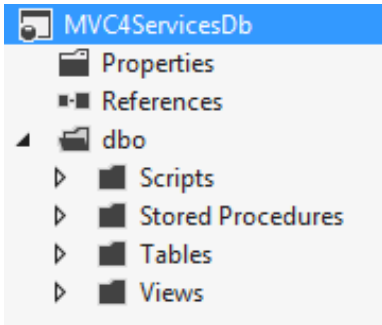 MVC4ServicesDb
Properties
References
dbo
Scripts
Stored Procedures
Tables
Views